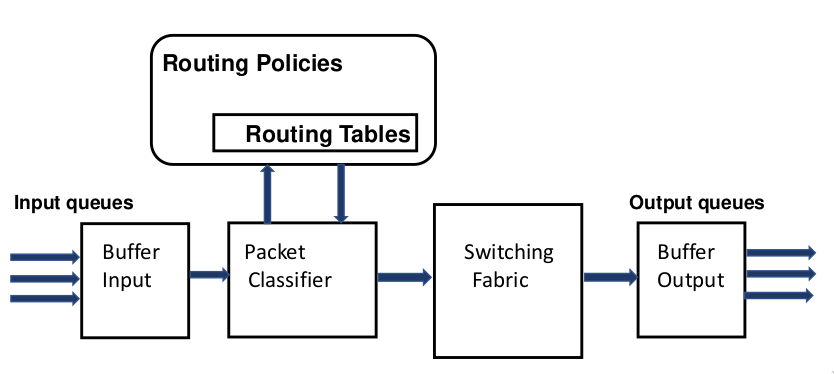 Routing Policies
Routing Tables
Input queues
Output queues
Buffer
Input
Packet
Classifier
Switching
Fabric
Buffer
Output